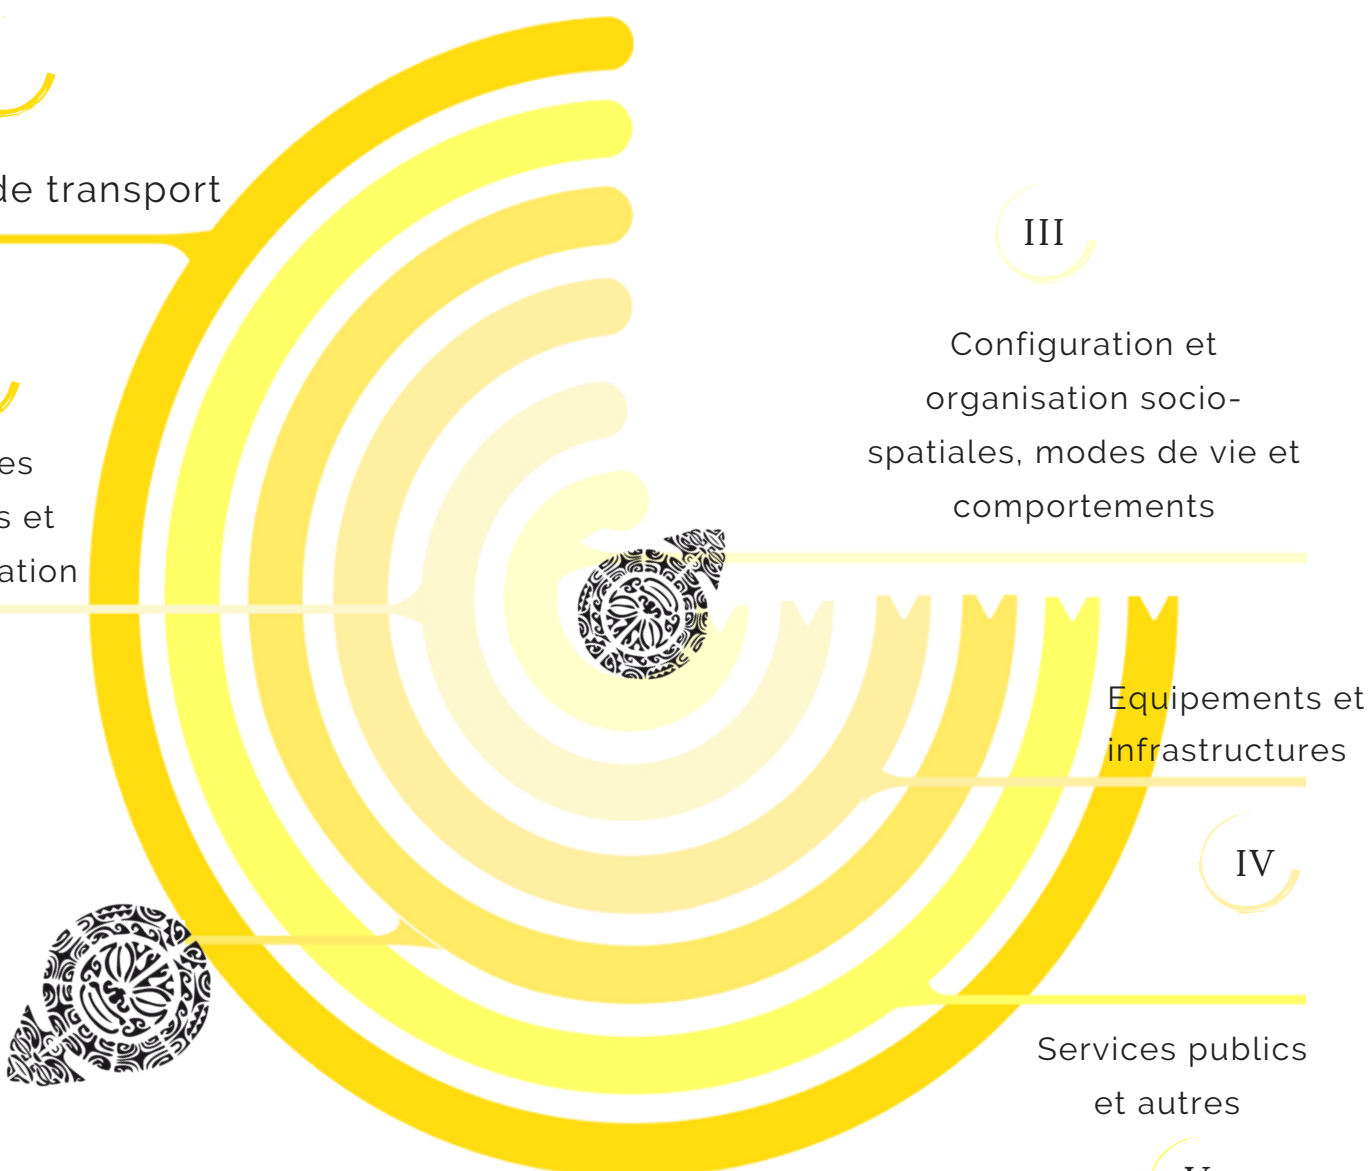 de transport
es
s et
ation
III
Configuration et
organisation socio-
spatiales, modes de vie et
comportements
Equipements et
infrastructures
IV
Services publics
et autres